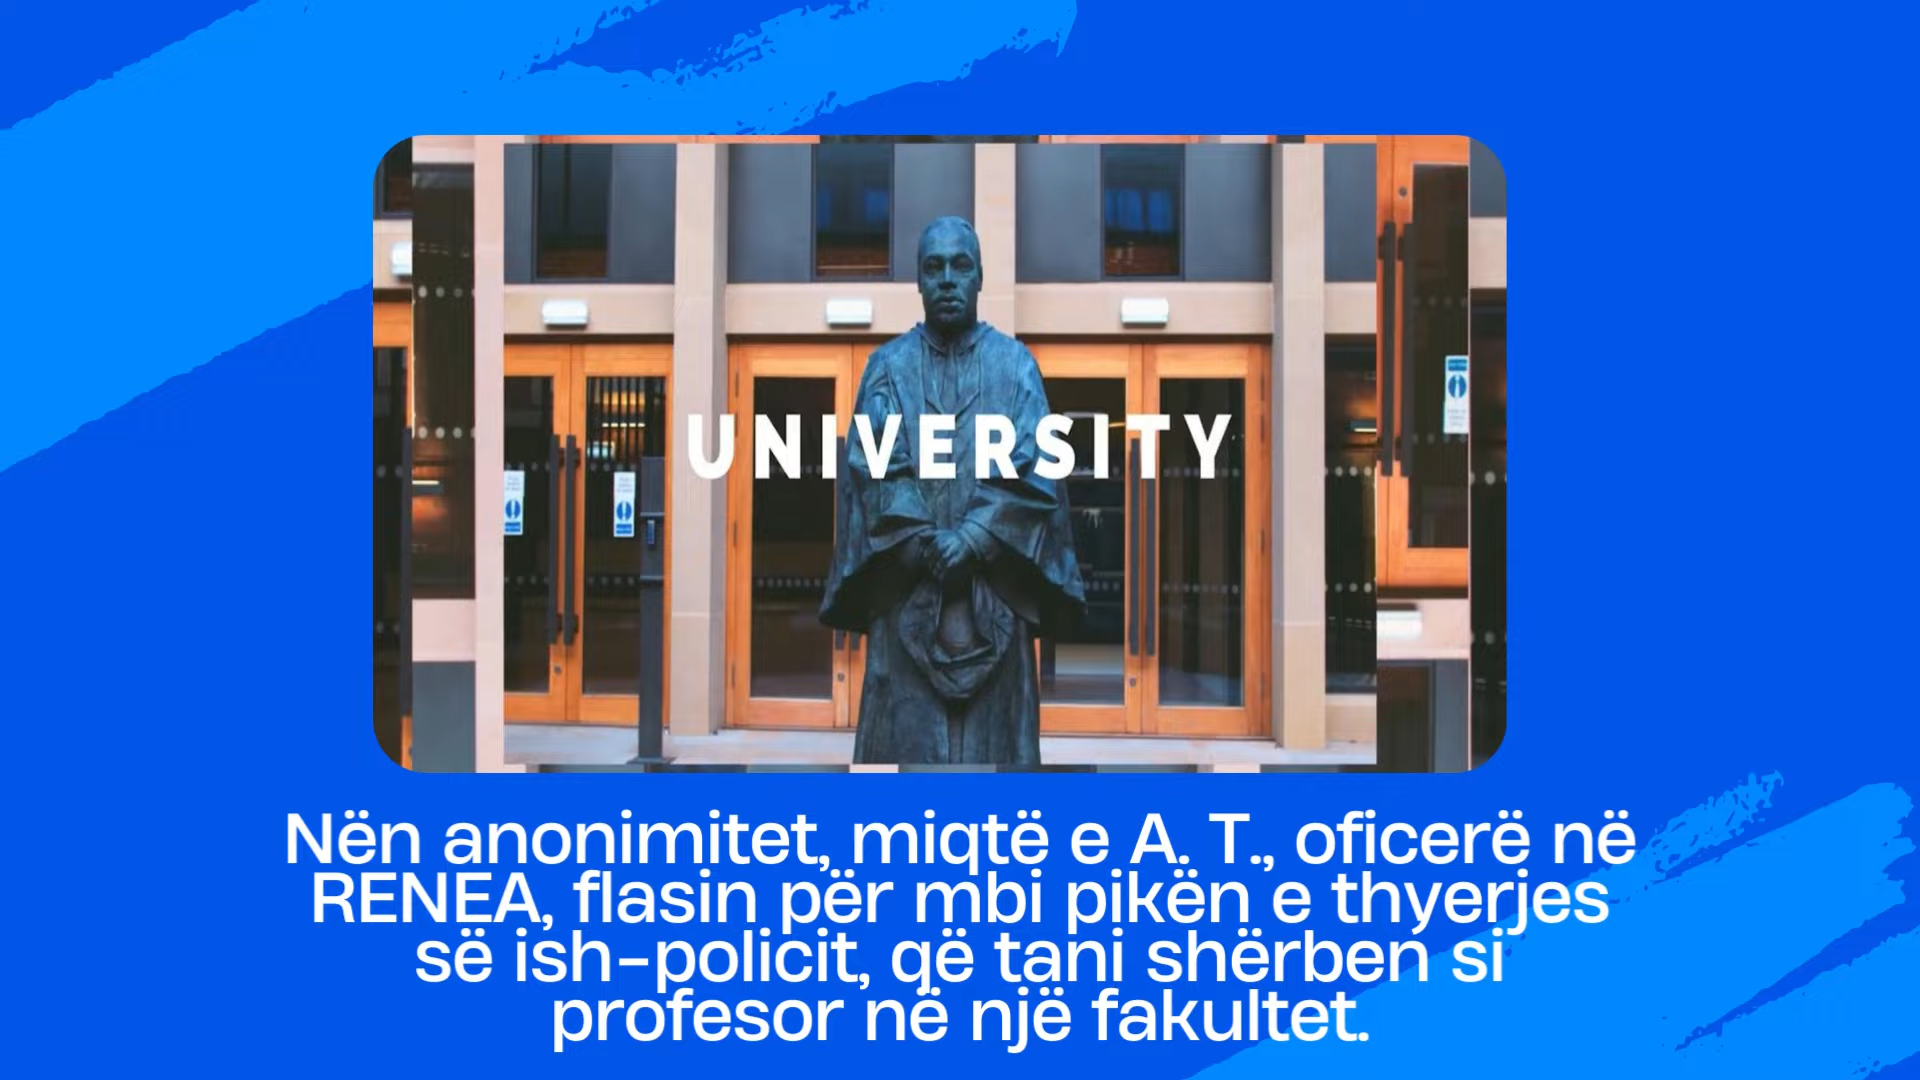 UNIVERSITY
Nën anonimitet, miqtë e A. T., oficerë në
RENEA, flasin për mbi pikën e thyerjes
së ish-policit, që tani shërben si
profesor në një fakultet.